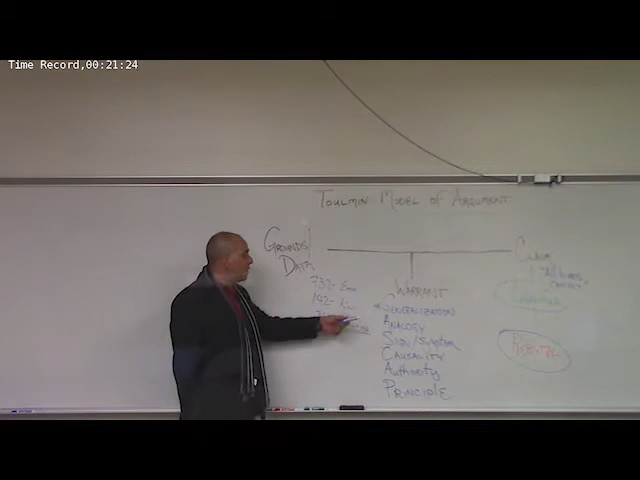 Time Record,00:21:24
TOULMIN MODEL OF ARGUMENT
GROUNDS/
DATA
CLAIM
WARRANT
GENERALIZATION
ANALOGY
SIGN/SYMPTOM
CAUSALITY
AUTHORITY
PRINCIPLE
REBUTTAL